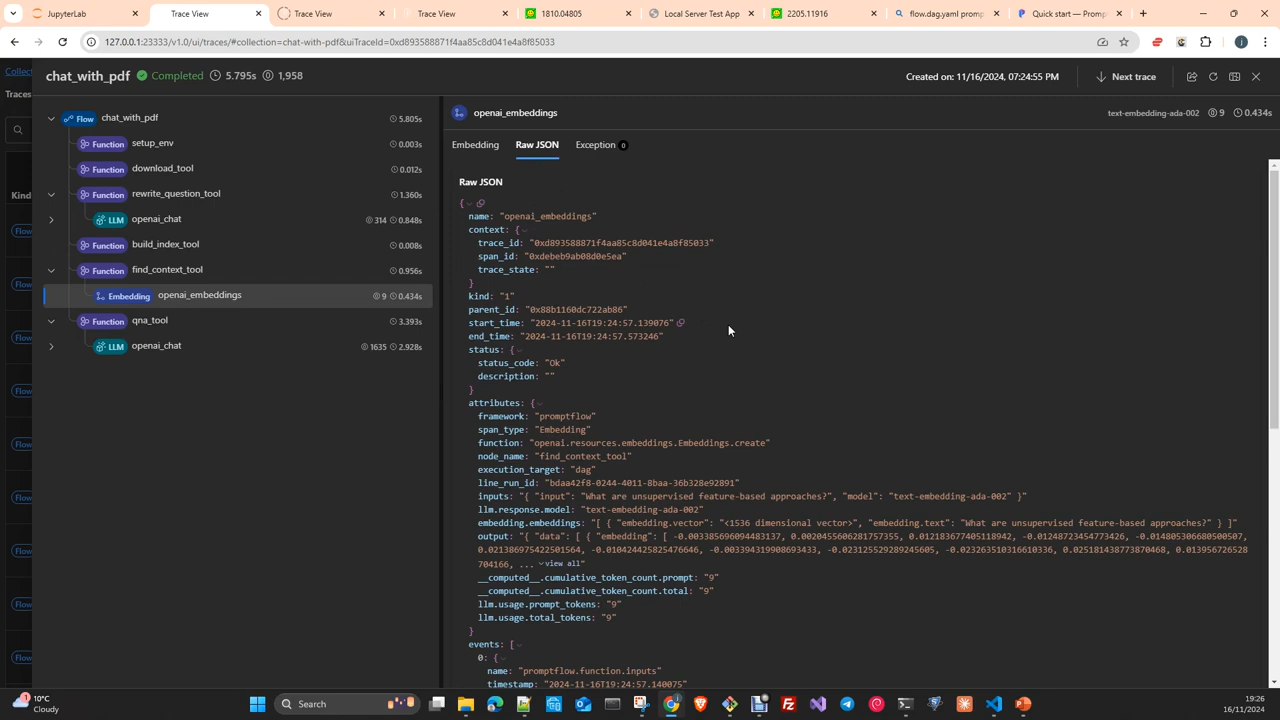 JupyterLab
Trace View
Trace View
Trace View
1810.04805
Local Server Test App
2205.11916
flow.dag.yaml promp
Quick start — Promp
127.0.0.1:23333/v1.0/ui/traces/#collection=chat-with-pdf&uiTraceId=0xd893588871f4aa85c8d041e4a8f85033
Collec
Traces
Kind
chat_with_pdf Completed 5.795s 1,958
Created on: 11/16/2024, 07:24:55 PM Next trace
Flow chat_with_pdf 5.805s
Function setup_env 0.003s
Function download_tool 0.012s
Function rewrite_question_tool 1.360s
LLM openai_chat 314 0.848s
Function build_index_tool 0.008s
Function find_context_tool 0.956s
Embedding openai_embeddings 9 0.434s
Function qna_tool 3.393s
LLM openai_chat 1635 2.928s
openai_embeddings text-embedding-ada-002 9 0.434s
Embedding Raw JSON Exception 0
Raw JSON
{
name: "openai_embeddings"
context: {
trace_id: "0xd893588871f4aa85c8d041e4a8f85033"
span_id: "0xdebeb9ab08d0e5ea"
trace_state: ""
}
kind: "1"
parent_id: "0x88b1160dc722ab86"
start_time: "2024-11-16T19:24:57.139076"
end_time: "2024-11-16T19:24:57.573246"
status: {
status_code: "Ok"
description: ""
}
attributes: {
framework: "promptflow"
span_type: "Embedding"
function: "openai.resources.embeddings.Embeddings.create"
node_name: "find_context_tool"
execution_target: "dag"
line_run_id: "bdaa42f8-0244-4011-8baa-36b328e92891"
inputs: "{ "input": "What are unsupervised feature-based approaches?", "model": "text-embedding-ada-002" }"
llm.response.model: "text-embedding-ada-002"
embedding.embeddings: "[ { "embedding.vector": "<1536 dimensional vector>", "embedding.text": "What are unsupervised feature-based approaches?" } ]"
output: "{ "data": [ { "embedding": [ -0.003385696094483137, 0.0020455606281757355, 0.012183677405118942, -0.01248723454773426, -0.014805306680500507,
0.021386975422501564, -0.010424425825476646, -0.003394319908693433, -0.023125529289245605, -0.023263510316610336, 0.025181438773870468, 0.013956726528
704166, ... view all"
__computed__.cumulative_token_count.prompt: "9"
__computed__.cumulative_token_count.total: "9"
llm.usage.prompt_tokens: "9"
llm.usage.total_tokens: "9"
}
events: [
0: {
name: "promptflow.function.inputs"
timestamp: "2024-11-16T19:24:57.140075"
10°C
Cloudy
Search
19:26
16/11/2024